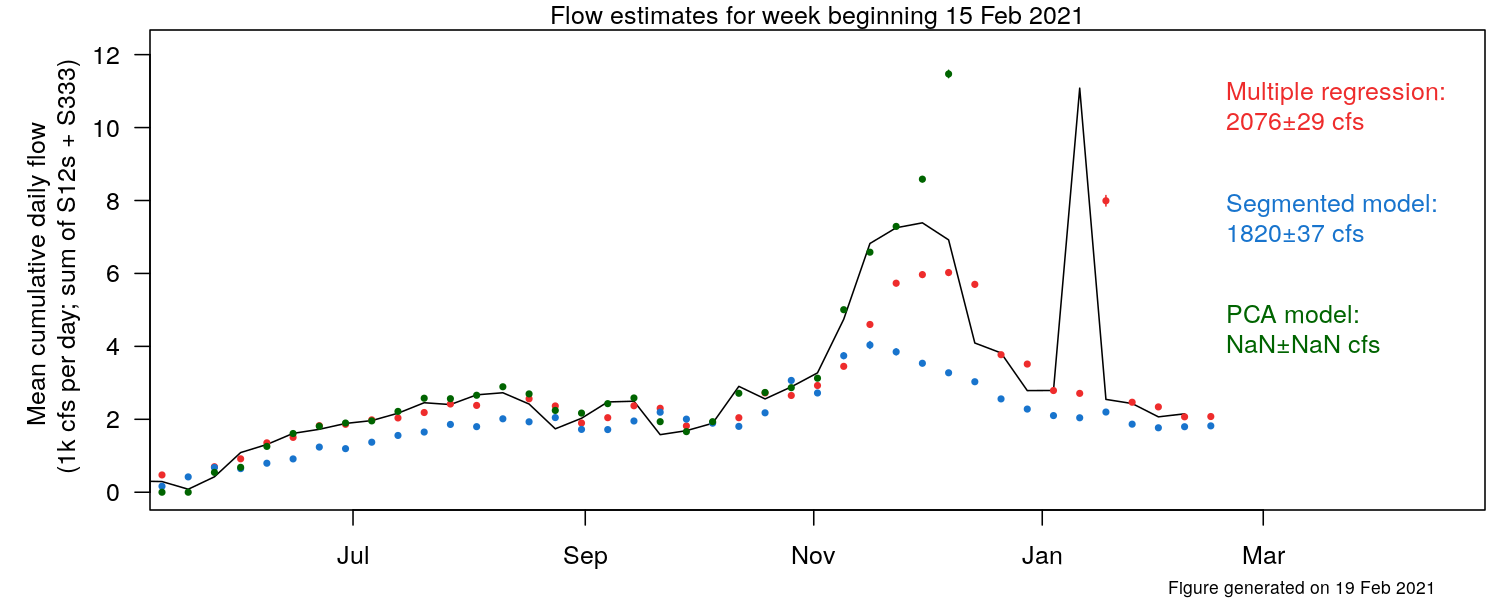 Flow estimates for week beginning 15 Feb 2021
Mean cumulative daily flow
(1k cfs per day; sum of S12s + S333)
12
10
8
6
4
2
0
Multiple regression:
2076±29 cfs
Segmented model:
1820±37 cfs
PCA model:
NaN±NaN cfs
Jul Sep Nov Jan Mar
Figure generated on 19 Feb 2021